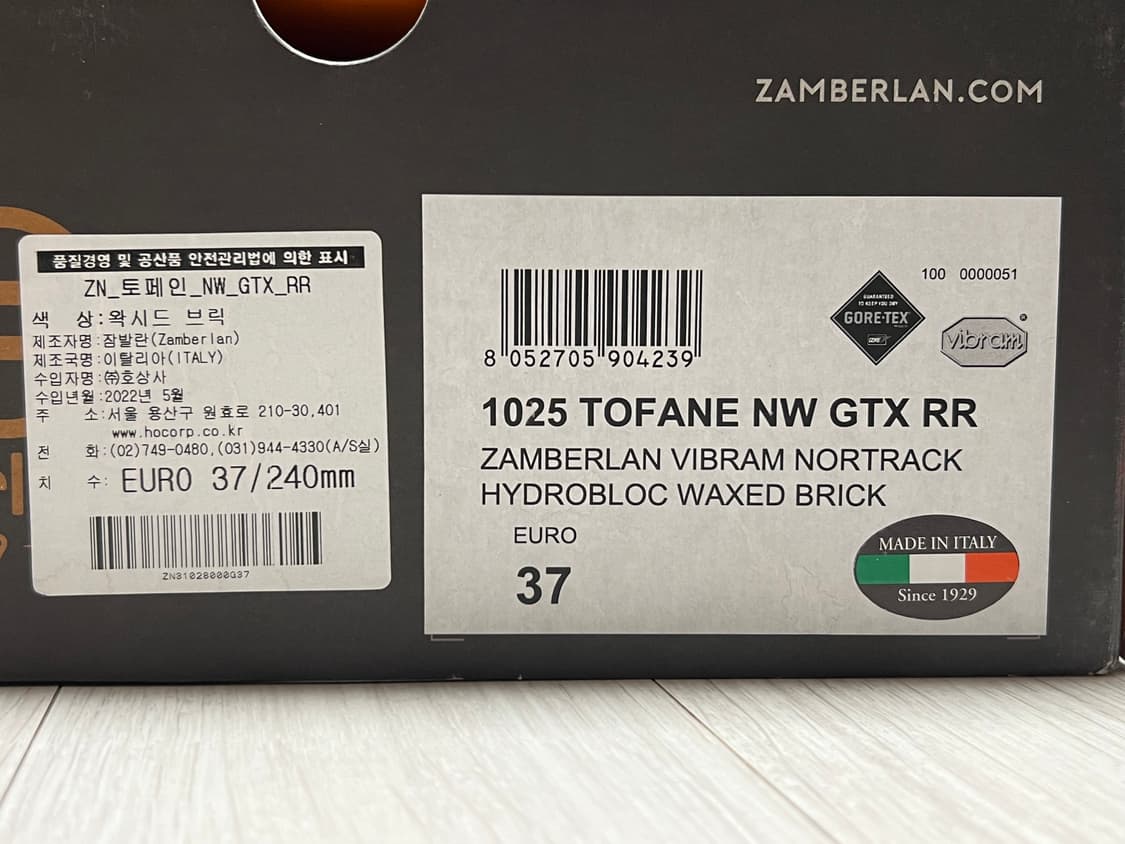 ZAMBERLAN.COM
품질경영 및 공산품 안전관리법에 의한 표시
ZN_토페인_NW_GTX_RR
색 상:왁시드 브릭
제조자명:잠발란(Zamberlan)
제조국명:이탈리아(ITALY)
수입자명:㈜호상사
수입년월:2022년 5월
주 소:서울 용산구 원효로 210-30,401
www.hocorp.co.kr
전 화:(02)749-0480,(031)944-4330(A/S실)
치 수: EURO 37/240mm
ZN31028000G37
8 052705 904239
GUARANTEED
TO KEEP YOU DRY
GORE-TEX
100 0000051
vibram®
1025 TOFANE NW GTX RR
ZAMBERLAN VIBRAM NORTRACK
HYDROBLOC WAXED BRICK
EURO
37
MADE IN ITALY
Since 1929